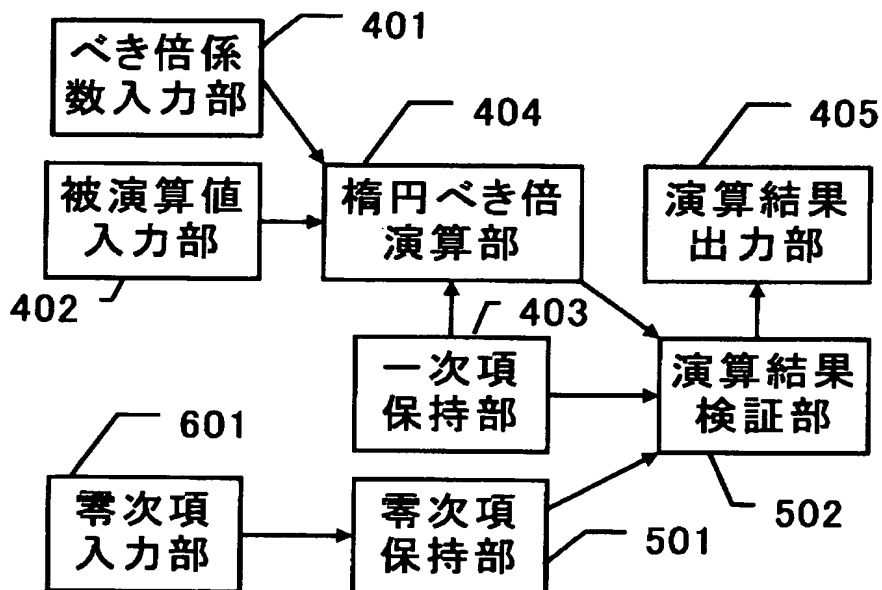 べき倍係
数入力部
401
被演算値
入力部
402
楕円べき倍
演算部
404
演算結果
出力部
405
一次項
保持部
403
演算結果
検証部
502
零次項
入力部
601
零次項
保持部
501